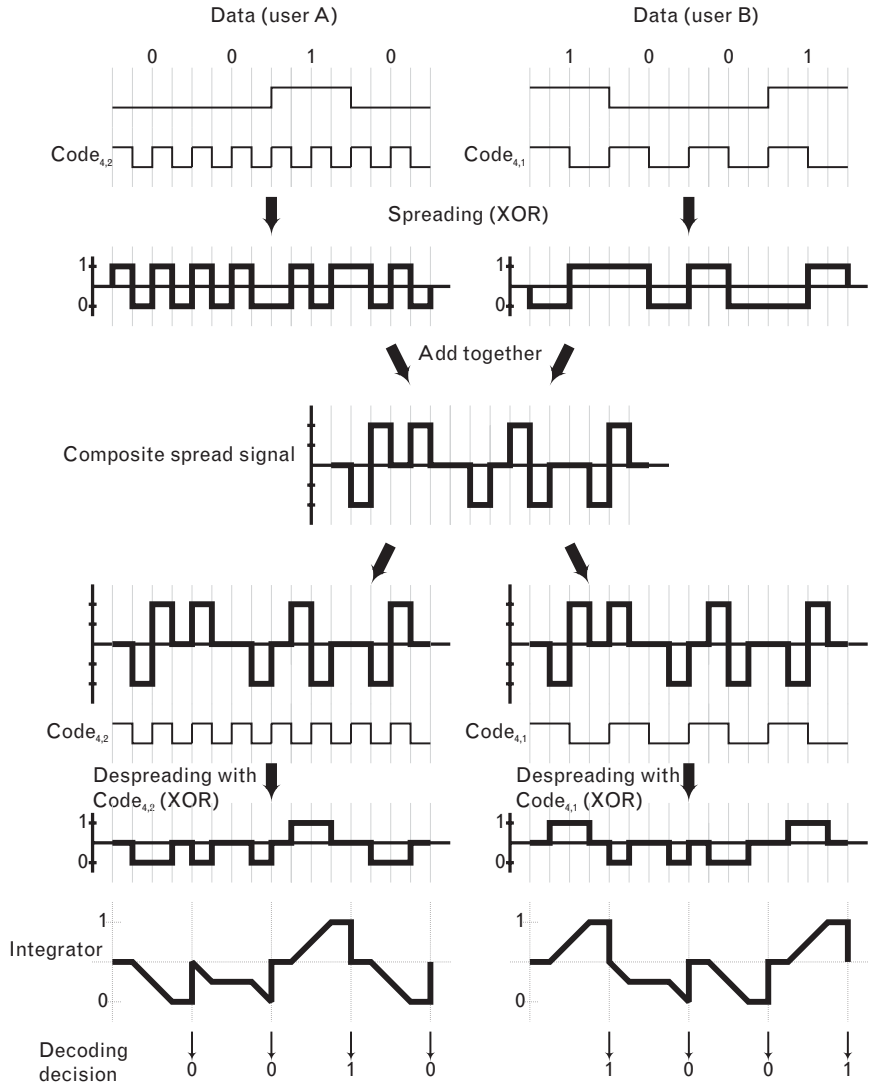 Data (user A) Data (user B)
0 0 1 0 1 0 0 1
Code4,2 Code4,1
Spreading (XOR)
1 1
0 0
Add together
Composite spread signal
Code4,2 Code4,1
Despreading with Despreading with
Code4,2 (XOR) Code4,1 (XOR)
1 1
0 0
1 1
Integrator
0 0
Decoding
decision 0 0 1 0 1 0 0 1